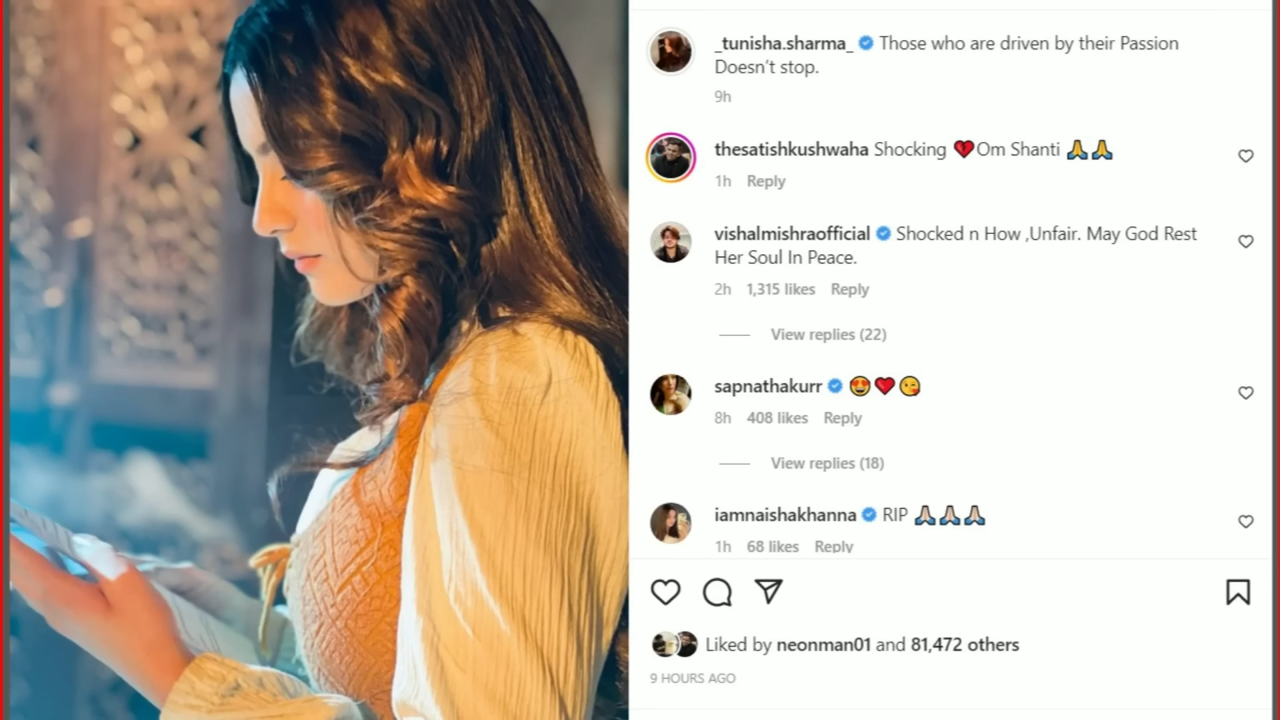 _tunisha.sharma_ Those who are driven by their Passion
Doesn't stop.
9h
thesatishkushwaha Shocking ❤️Om Shanti 🙏🙏
1h Reply
vishalmishraofficial Shocked n How ,Unfair. May God Rest
Her Soul In Peace.
2h 1,315 likes Reply
View replies (22)
sapnathakurr 😍❤️😘
8h 408 likes Reply
View replies (18)
iamnaishakhanna RIP 🙏🏻🙏🏻🙏🏻
1h 68 likes Reply
Liked by neonman01 and 81,472 others
9 HOURS AGO